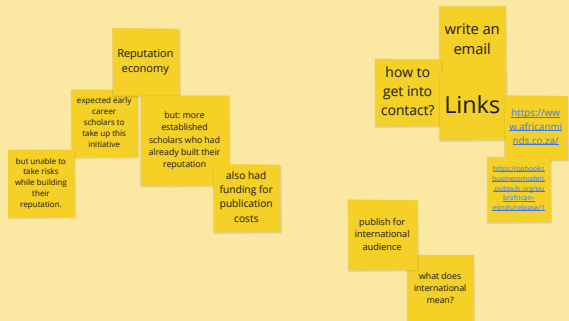 Reputation
economy
expected early
career
scholars to
take up this
initiative
but: more
established
scholars who had
already built their
reputation
but unable to
take risks
while building
their
reputation.
also had
funding for
publication
costs
write an
email
how to
get into
contact?
Links
https://ww
w.africanmi
nds.co.za/
https://oabooks
businessmodels
.pubpub.org/pu
b/african-
minds/release/1
publish for
international
audience
what does
international
mean?